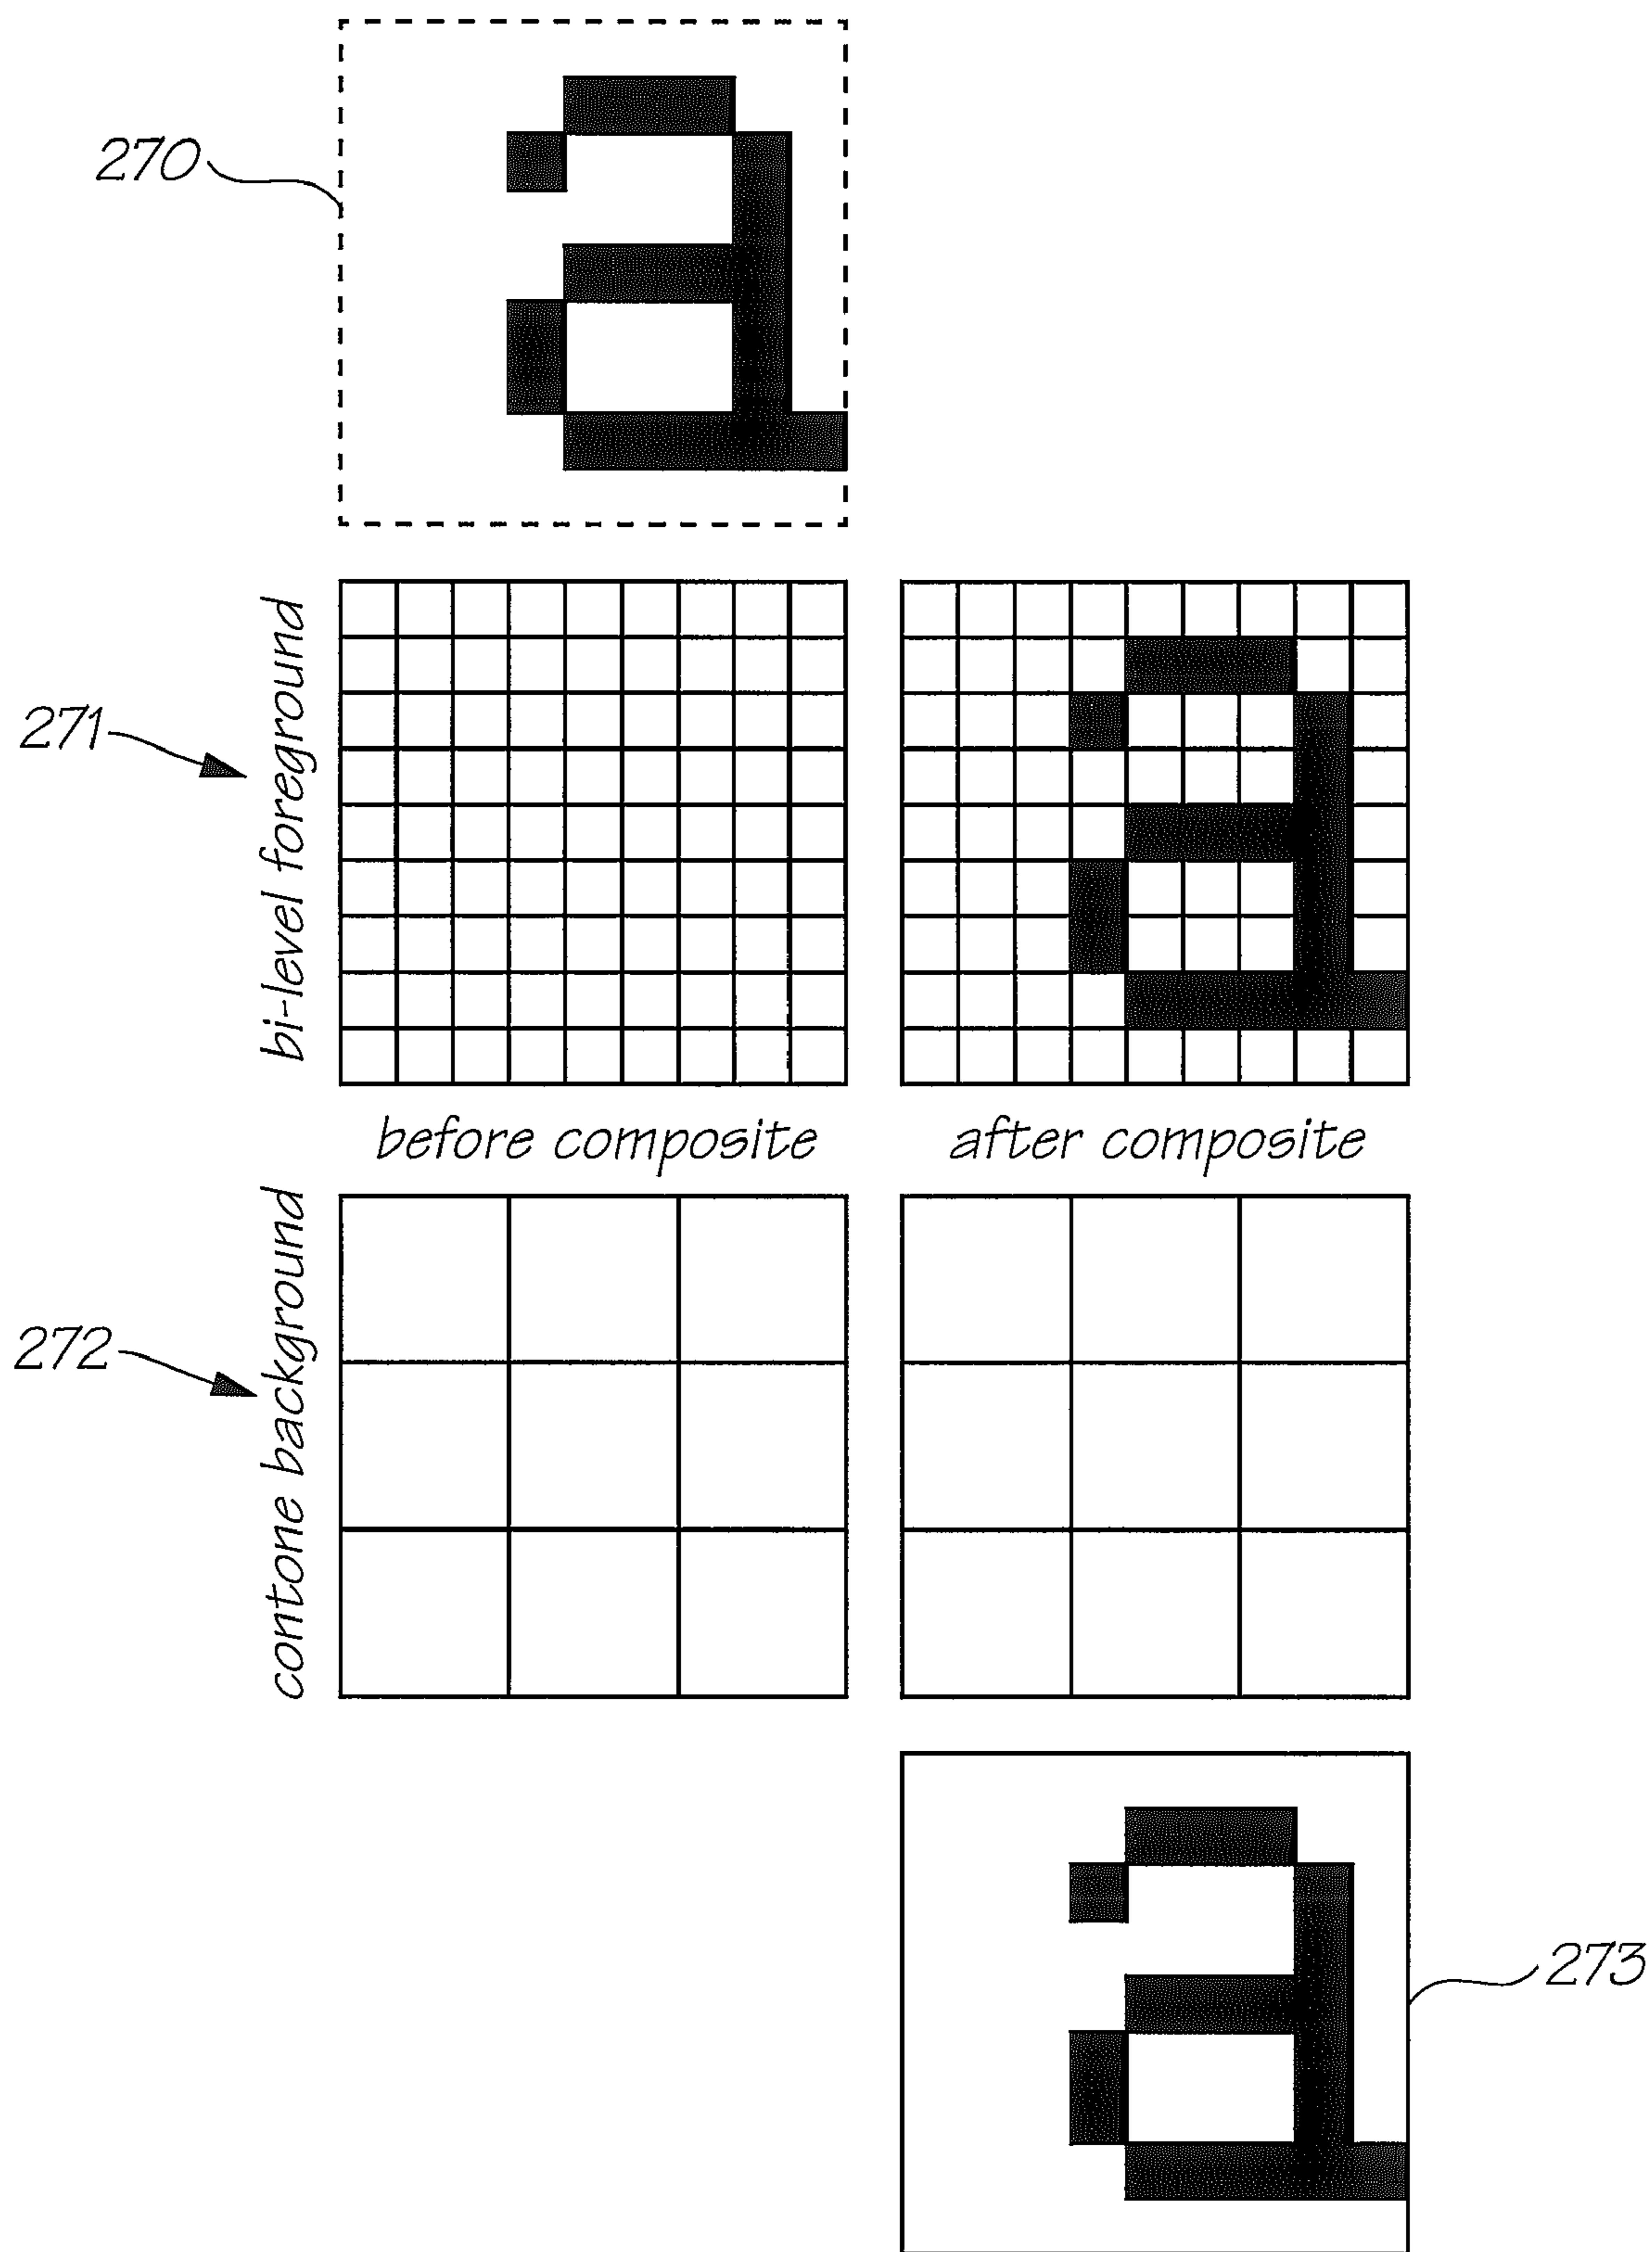 270
a
271
bi-level foreground
a
before composite
after composite
272
contone background
a
273